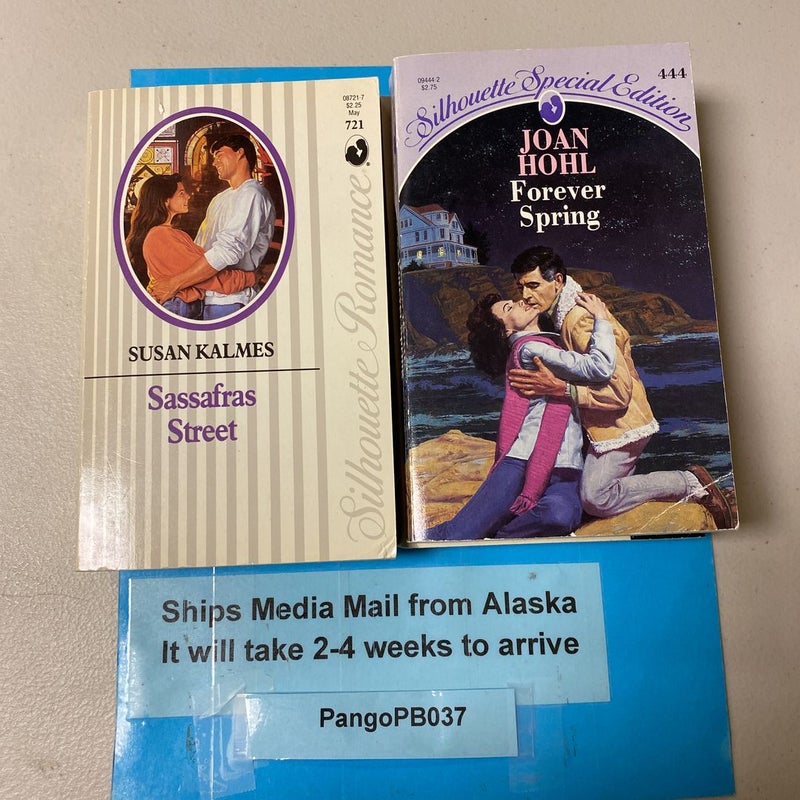 08721-7
$2.25
May
721
®
Silhouette Romance
SUSAN KALMES
Sassafras
Street
09444-2
$2.75
444
Silhouette Special Edition
JOAN
HOHL
Forever
Spring
Ships Media Mail from Alaska
It will take 2-4 weeks to arrive
PangoPB037